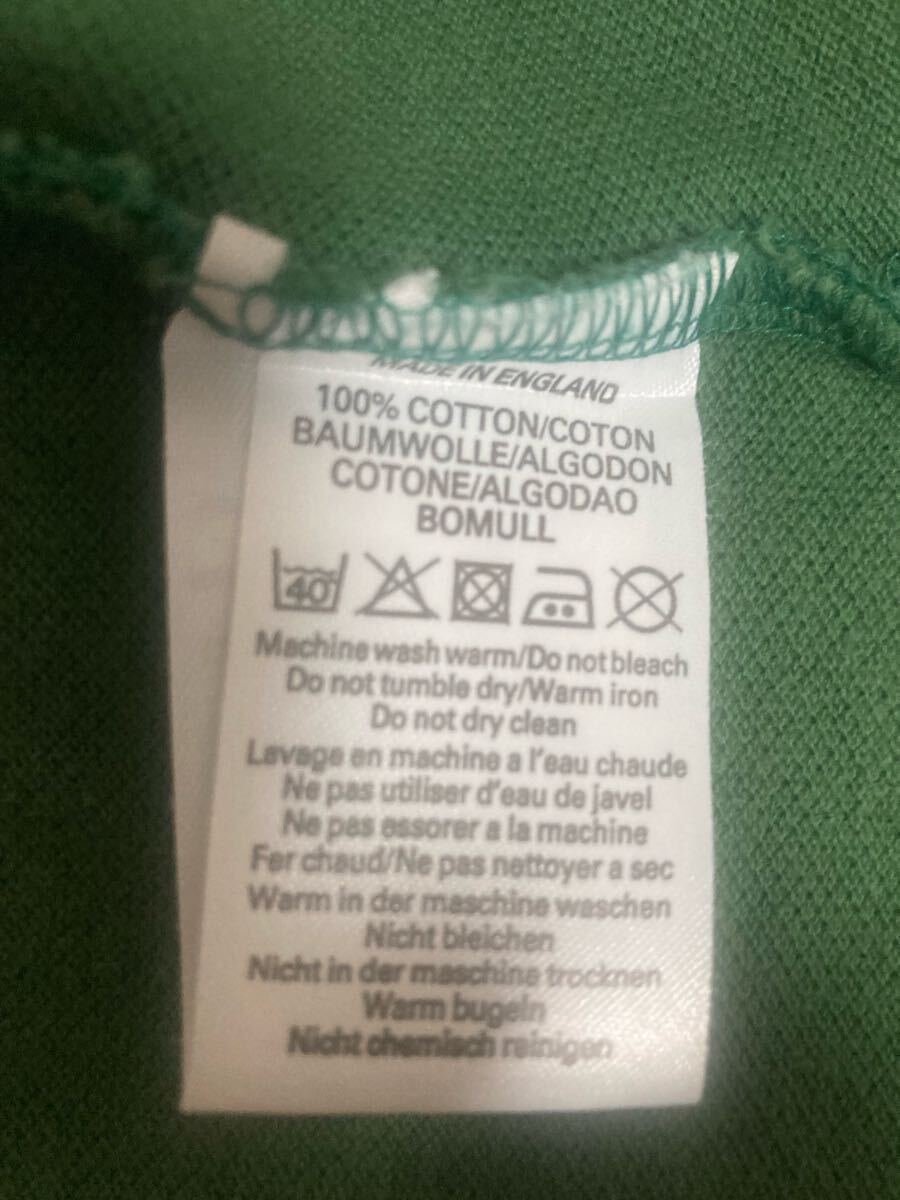 MADE IN ENGLAND
100% COTTON/COTON
BAUMWOLLE/ALGODON
COTONE/ALGODAO
BOMULL
40
Machine wash warm/Do not bleach
Do not tumble dry/Warm iron
Do not dry clean
Lavage en machine a l'eau chaude
Ne pas utiliser d'eau de javel
Ne pas essorer a la machine
Fer chaud/Ne pas nettoyer a sec
Warm in der maschine waschen
Nicht bleichen
Nicht in der maschine trocknen
Warm bugeln
Nicht chemisch reinigen